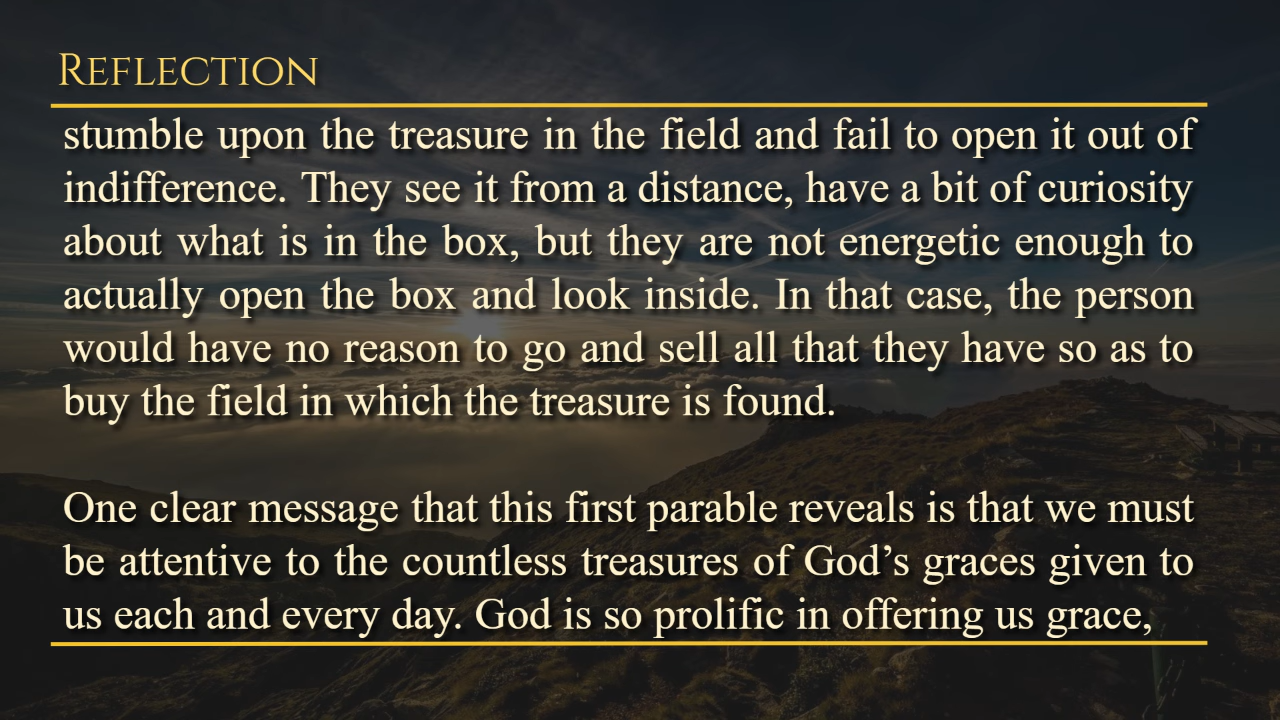 REFLECTION
stumble upon the treasure in the field and fail to open it out of
indifference. They see it from a distance, have a bit of curiosity
about what is in the box, but they are not energetic enough to
actually open the box and look inside. In that case, the person
would have no reason to go and sell all that they have so as to
buy the field in which the treasure is found.
One clear message that this first parable reveals is that we must
be attentive to the countless treasures of God’s graces given to
us each and every day. God is so prolific in offering us grace,